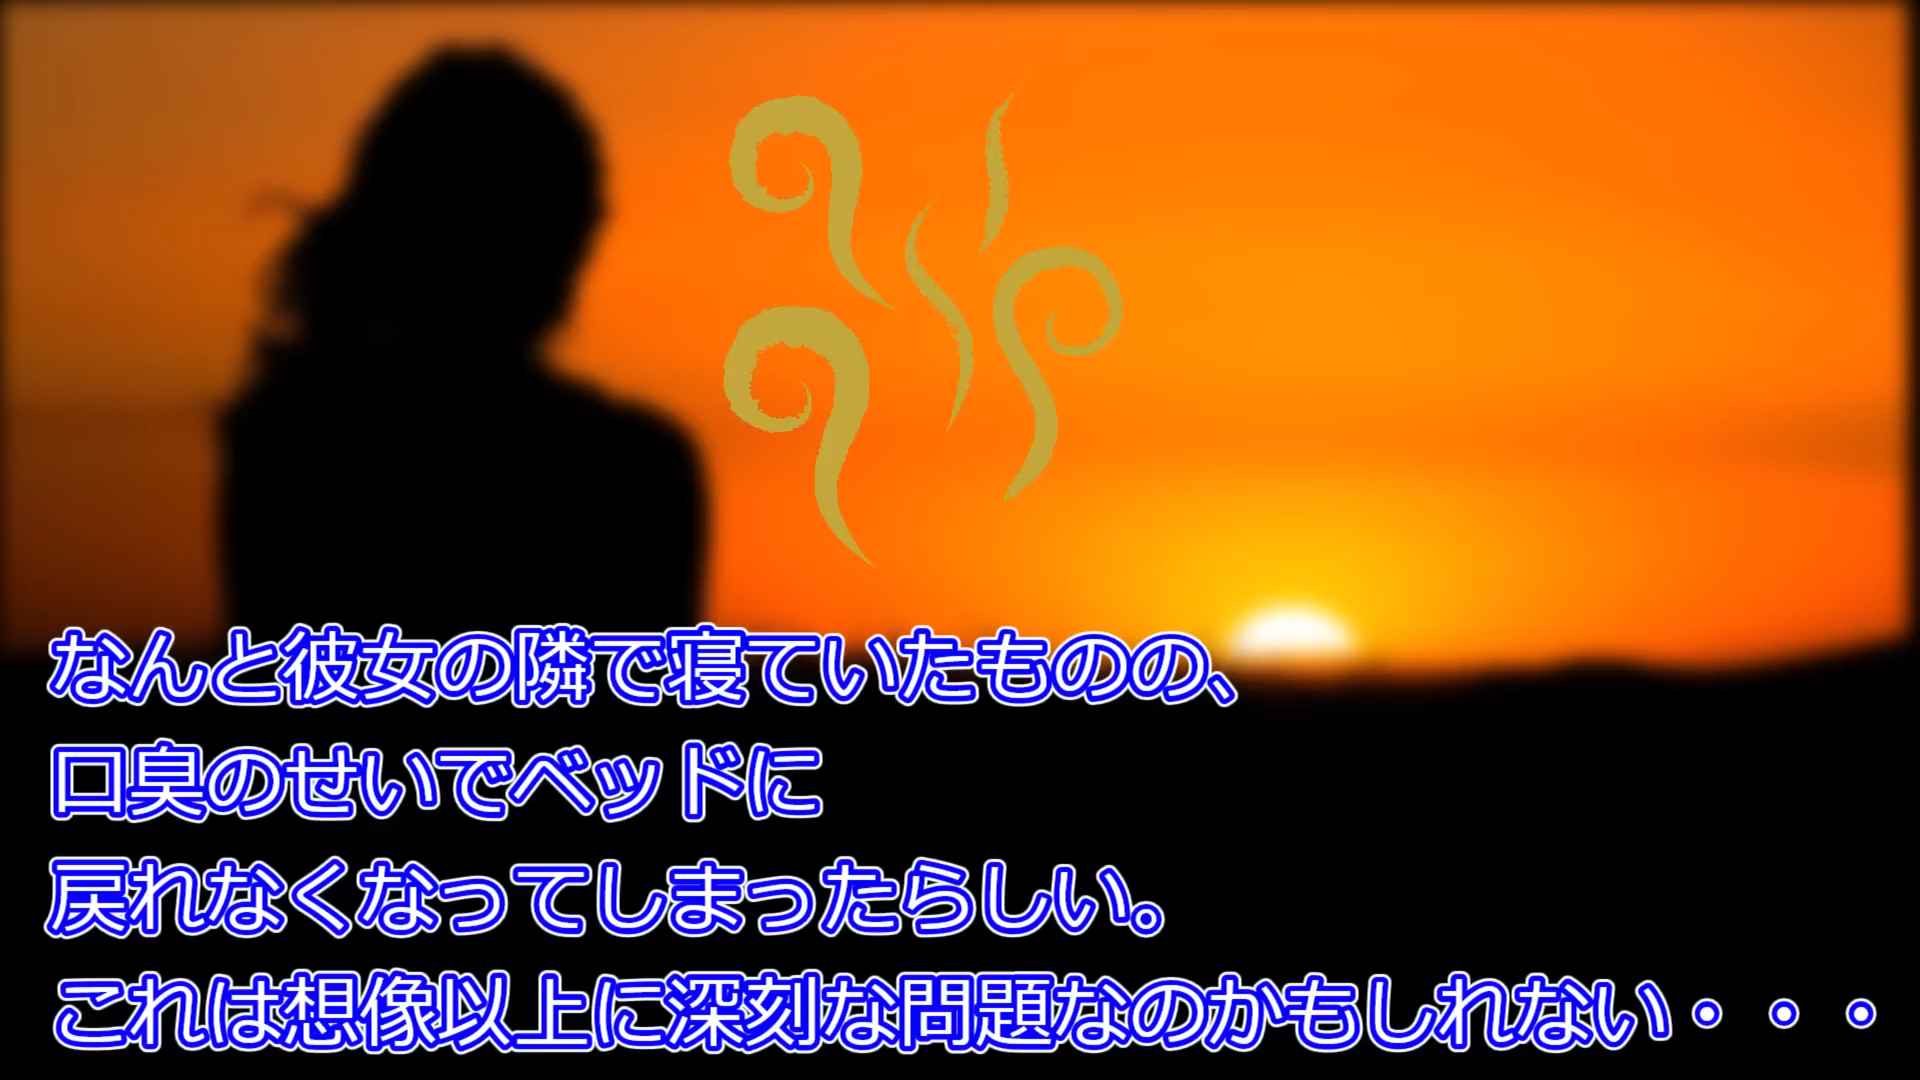 なんと彼女の隣で寝ていたものの、
口臭のせいでベッドに
戻れなくなってしまったらしい。
これは想像以上に深刻な問題なのかもしれない・・・